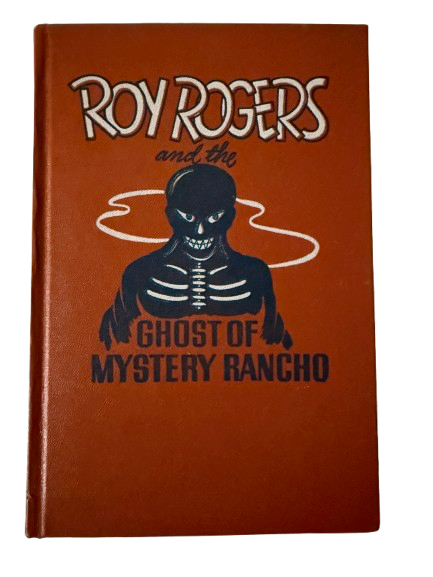 ROY ROGERS
and the
GHOST OF
MYSTERY RANCHO